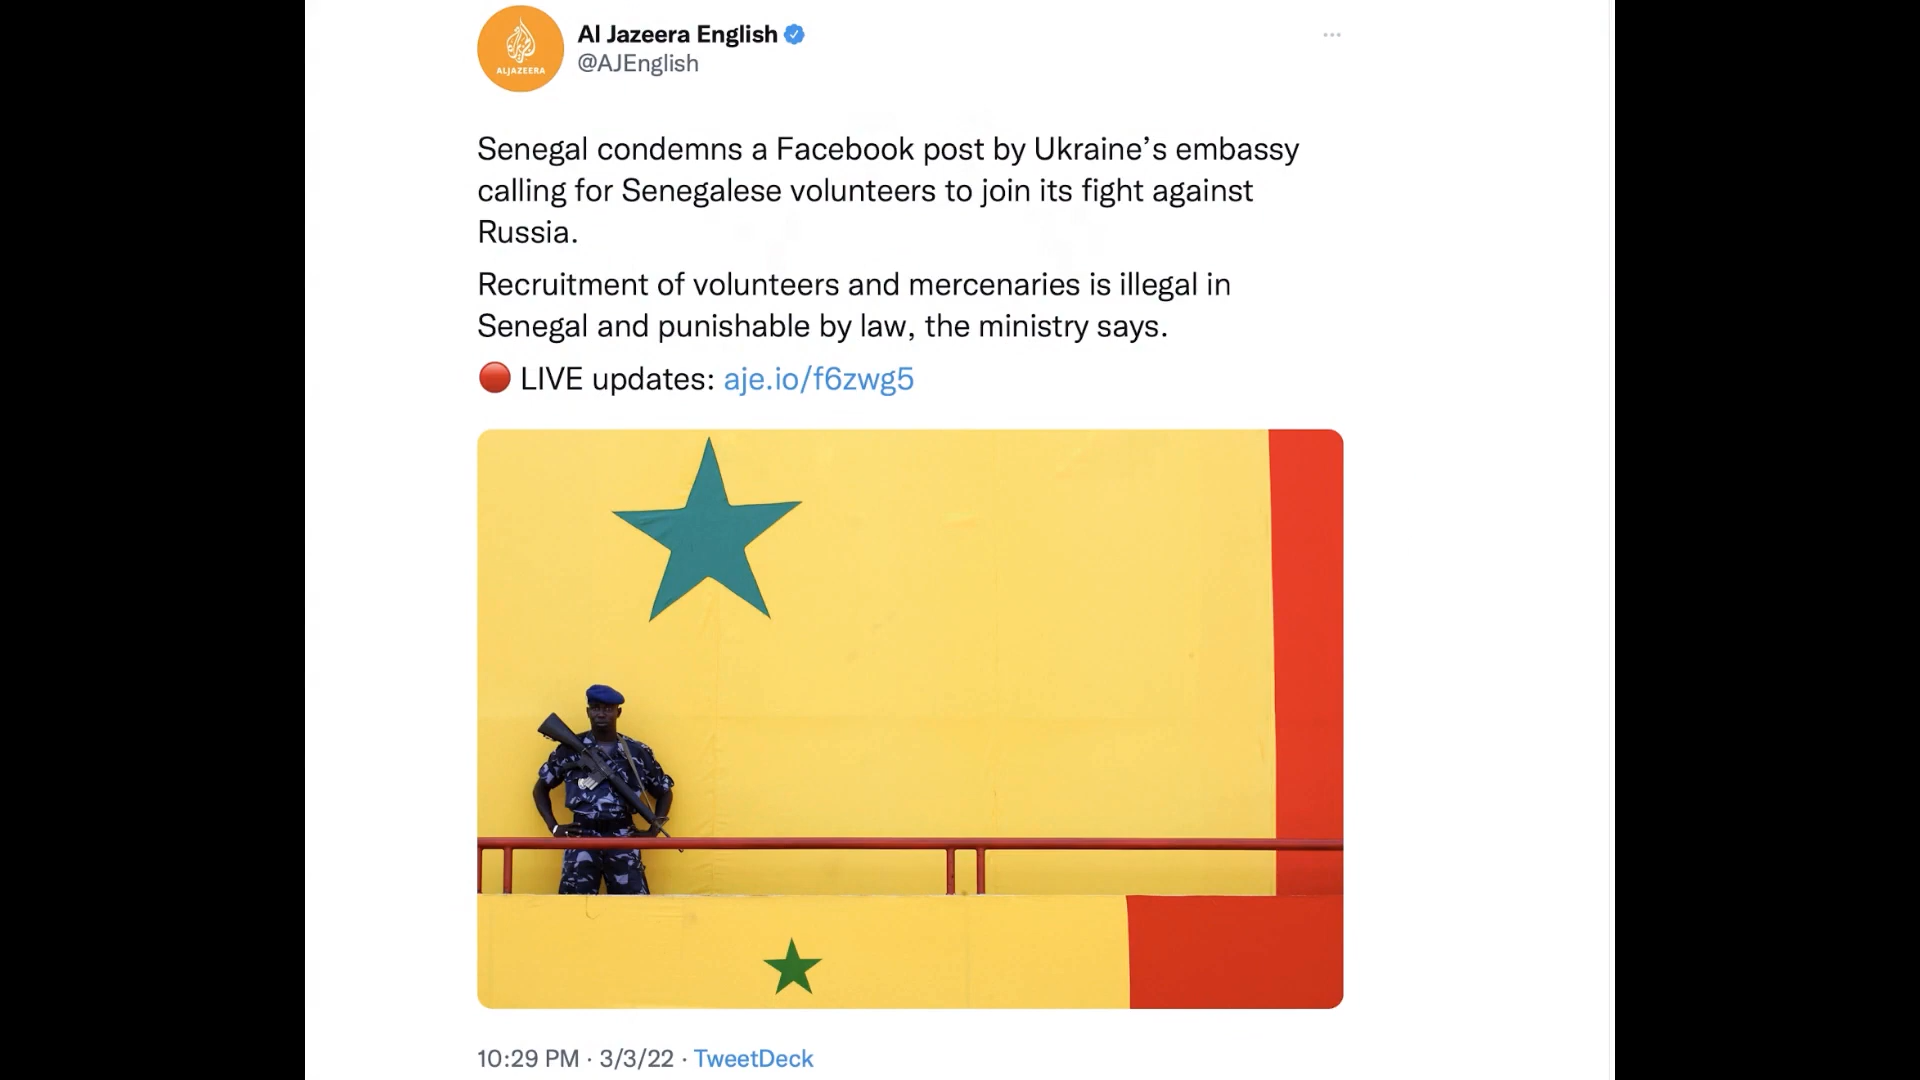 ALJAZEERA
Al Jazeera English
@AJEnglish
Senegal condemns a Facebook post by Ukraine’s embassy
calling for Senegalese volunteers to join its fight against
Russia.
Recruitment of volunteers and mercenaries is illegal in
Senegal and punishable by law, the ministry says.
🔴 LIVE updates: aje.io/f6zwg5
10:29 PM · 3/3/22 · TweetDeck